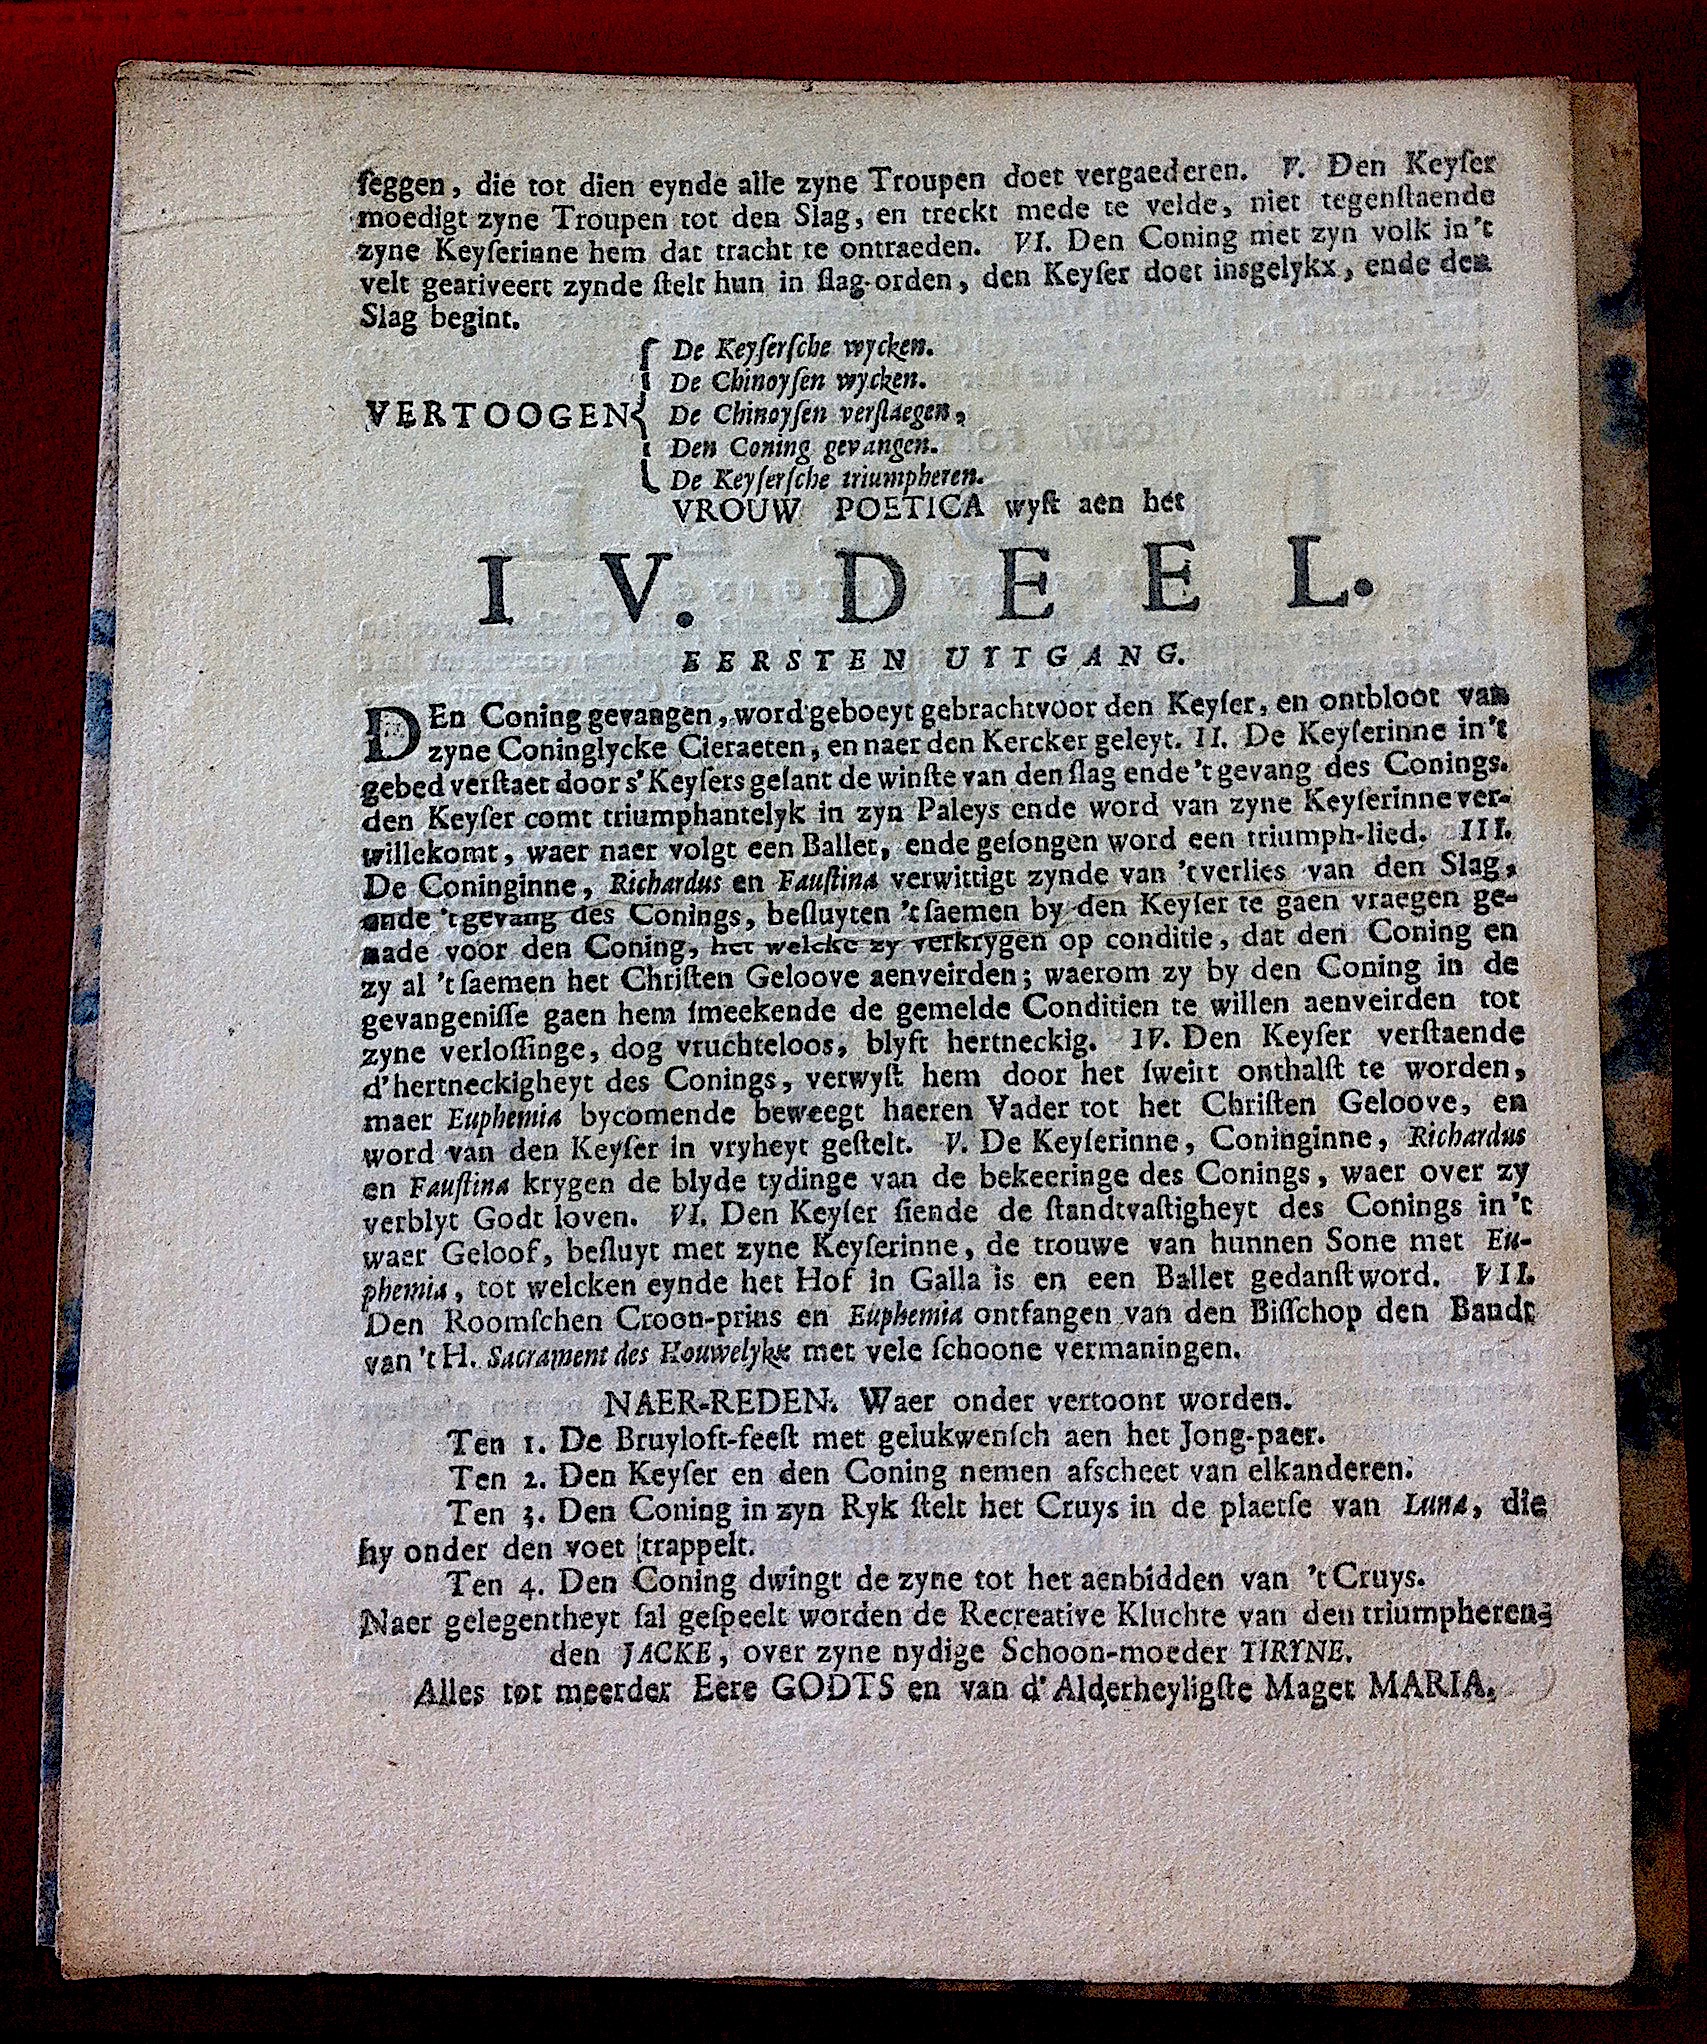 ſeggen, die tot dien eynde alle zyne Troupen doet vergaederen. V. Den Keyſer
moedigt zyne Troupen tot den Slag, en treckt mede te velde, niet tegenſtaende
zyne Keyſerinne hem dat tracht te ontraeden. VI. Den Coning met zyn volk in't
velt geariveert zynde ſtelt hun in ſlag-orden, den Keyſer doet insgelykx, ende den
Slag begint.
De Keyſerſche wycken.
De Chinoyſen wycken.
VERTOOGEN { De Chinoyſen verſlaegen,
Den Coning gevangen.
De Keyſerſche triumpheren.
VROUW POETICA wyſt aen het
IV. DEEL.
EERSTEN UYTGANG.
DEn Coning gevangen, word geboeyt gebracht voor den Keyſer, en ontbloot van
zyne Coninglycke Cieraeten, en naer den Kercker geleyt. II. De Keyſerinne in't
gebed verſtaet door s' Keyſers geſant de winſte van den ſlag ende 't gevang des Conings.
den Keyſer comt triumphantelyk in zyn Paleys ende word van zyne Keyſerinne ver-
willekomt, waer naer volgt een Ballet, ende geſongen word een triumph-lied. III.
De Coninginne, Richardus en Fauſtina verwittigt zynde van 't verlies van den Slag,
ende 't gevang des Conings, beſluyten 't ſaemen by den Keyſer te gaen vraegen ge-
nade voor den Coning, het welcke zy verkrygen op conditie, dat den Coning en
zy al 't ſaemen het Chriſten Geloove aenveirden; waerom zy by den Coning in de
gevangeniſſe gaen hem ſmeekende de gemelde Conditien te willen aenveirden tot
zyne verloſſinge, dog vruchteloos, blyft hertneckig. IV. Den Keyſer verſtaende
d'hertneckigheyt des Conings, verwyſt hem door het ſweirt onthalſt te worden,
maer Euphemia bycomende beweegt haeren Vader tot het Chriſten Geloove, en
word van den Keyſer in vryheyt geſtelt. V. De Keyſerinne, Coninginne, Richardus
en Fauſtina krygen de blyde tydinge van de bekeeringe des Conings, waer over zy
verblyt Godt loven. VI. Den Keyſer ſiende de ſtandtvaſtigheyt des Conings in't
waer Geloof, beſluyt met zyne Keyſerinne, de trouwe van hunnen Sone met Eu-
phemia, tot welcken eynde het Hof in Galla is en een Ballet gedanſt word. VII.
Den Roomſchen Croon-prins en Euphemia ontfangen van den Biſſchop den Bandt
van 't H. Sacrament des Houwelykx met vele ſchoone vermaningen.
NAER-REDEN. Waer onder vertoont worden.
Ten 1. De Bruyloft-feeſt met gelukwenſch aen het Jong-paer.
Ten 2. Den Keyſer en den Coning nemen afscheet van elkanderen.
Ten 3. Den Coning in zyn Ryk ſtelt het Cruys in de plaetſe van Luna, die
hy onder den voet trappelt.
Ten 4. Den Coning dwingt de zyne tot het aenbidden van 't Cruys.
Naer gelegentheyt ſal geſpeelt worden de Recreative Kluchte van den triumpheren-
den JACKE, over zyne nydige Schoon-moeder TIRYNE.
Alles tot meerder Eere GODTS en van d'Alderheyligſte Maget MARIA.